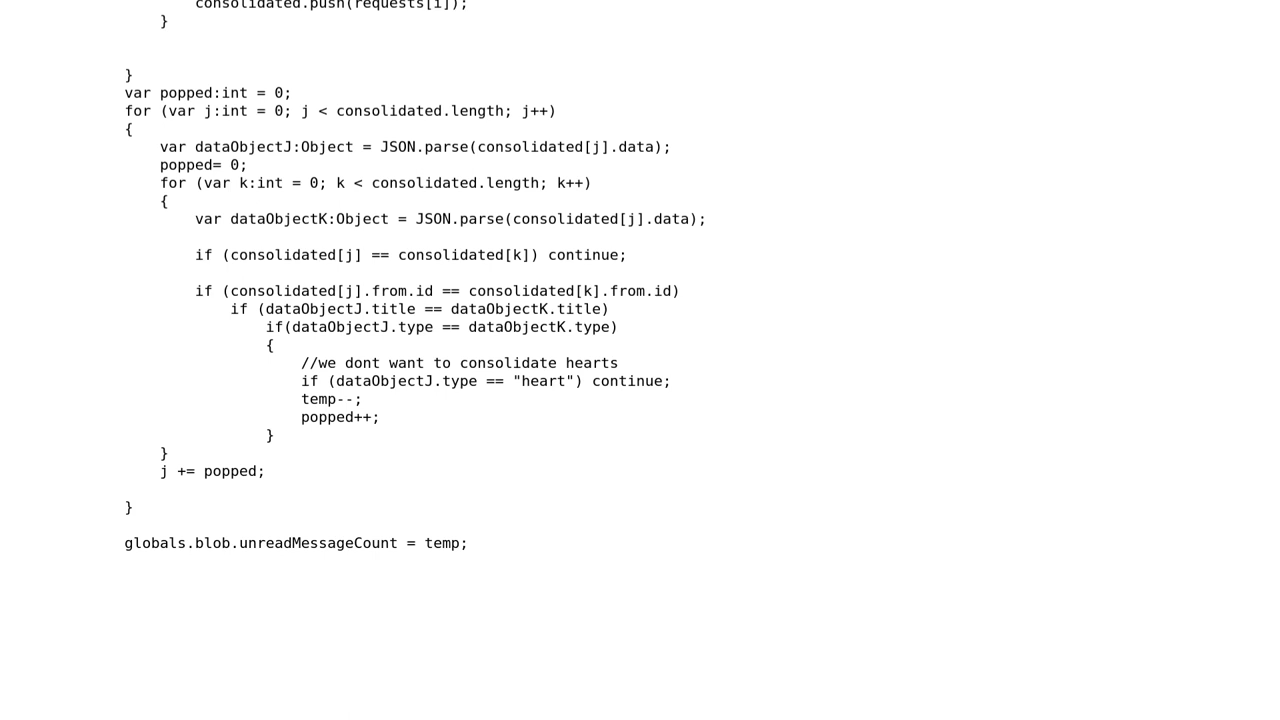 consolidated.push(requests[i]);
}
}
var popped:int = 0;
for (var j:int = 0; j < consolidated.length; j++)
{
var dataObjectJ:Object = JSON.parse(consolidated[j].data);
popped= 0;
for (var k:int = 0; k < consolidated.length; k++)
{
var dataObjectK:Object = JSON.parse(consolidated[j].data);
if (consolidated[j] == consolidated[k]) continue;
if (consolidated[j].from.id == consolidated[k].from.id)
if (dataObjectJ.title == dataObjectK.title)
if(dataObjectJ.type == dataObjectK.type)
{
//we dont want to consolidate hearts
if (dataObjectJ.type == "heart") continue;
temp--;
popped++;
}
}
j += popped;
}
globals.blob.unreadMessageCount = temp;